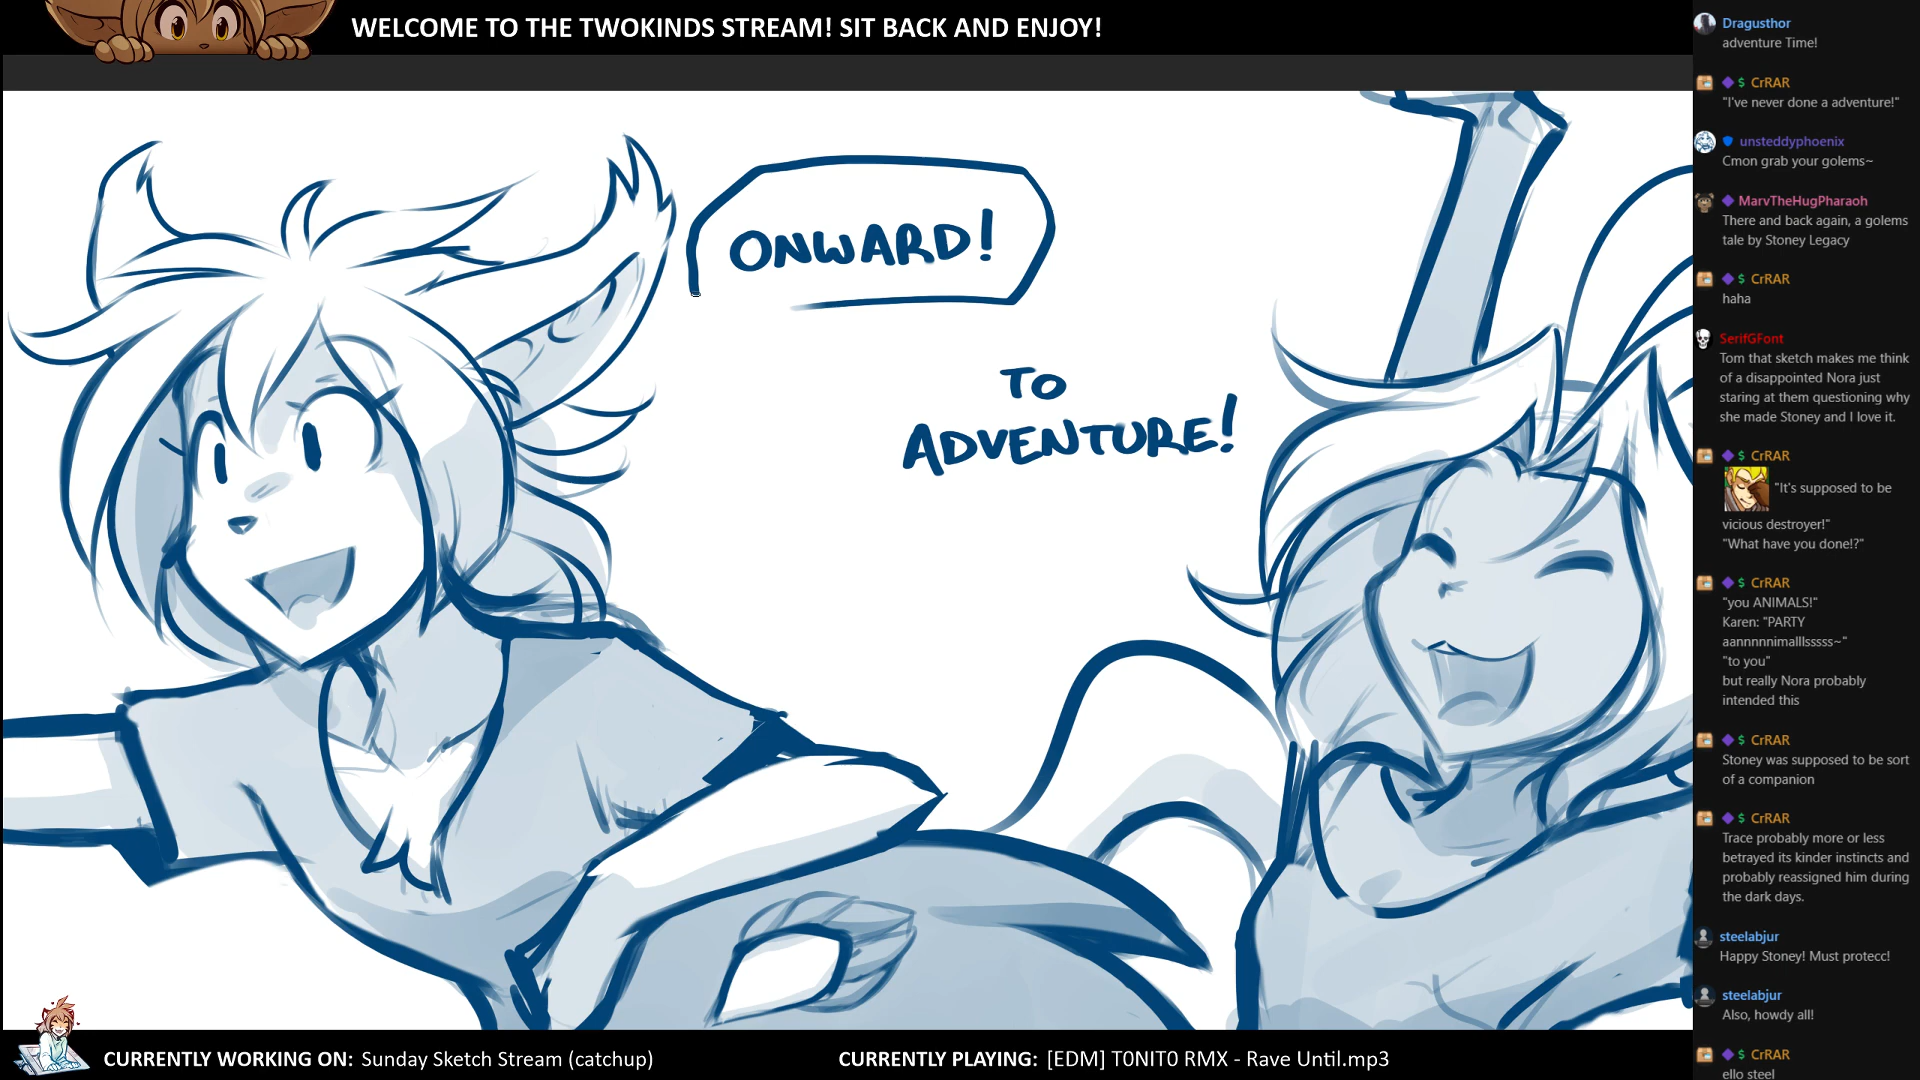 WELCOME TO THE TWOKINDS STREAM! SIT BACK AND ENJOY!
ONWARD!
TO
ADVENTURE!
Dragusthor
adventure Time!
$ CrRAR
"I've never done a adventure!"
unsteddyphoenix
Cmon grab your golems~
MarvTheHugPharaoh
There and back again, a golems
tale by Stoney Legacy
$ CrRAR
haha
SerifGFont
Tom that sketch makes me think
of a disappointed Nora just
staring at them questioning why
she made Stoney and I love it.
$ CrRAR
"It's supposed to be
vicious destroyer!"
"What have you done!?"
$ CrRAR
"you ANIMALS!"
Karen: "PARTY
aannnnnimalllsssss~"
"to you"
but really Nora probably
intended this
$ CrRAR
Stoney was supposed to be sort
of a companion
$ CrRAR
Trace probably more or less
betrayed its kinder instincts and
probably reassigned him during
the dark days.
steelabjur
Happy Stoney! Must protecc!
steelabjur
Also, howdy all!
$ CrRAR
ello steel
CURRENTLY WORKING ON: Sunday Sketch Stream (catchup)
CURRENTLY PLAYING: [EDM] T0NIT0 RMX - Rave Until.mp3